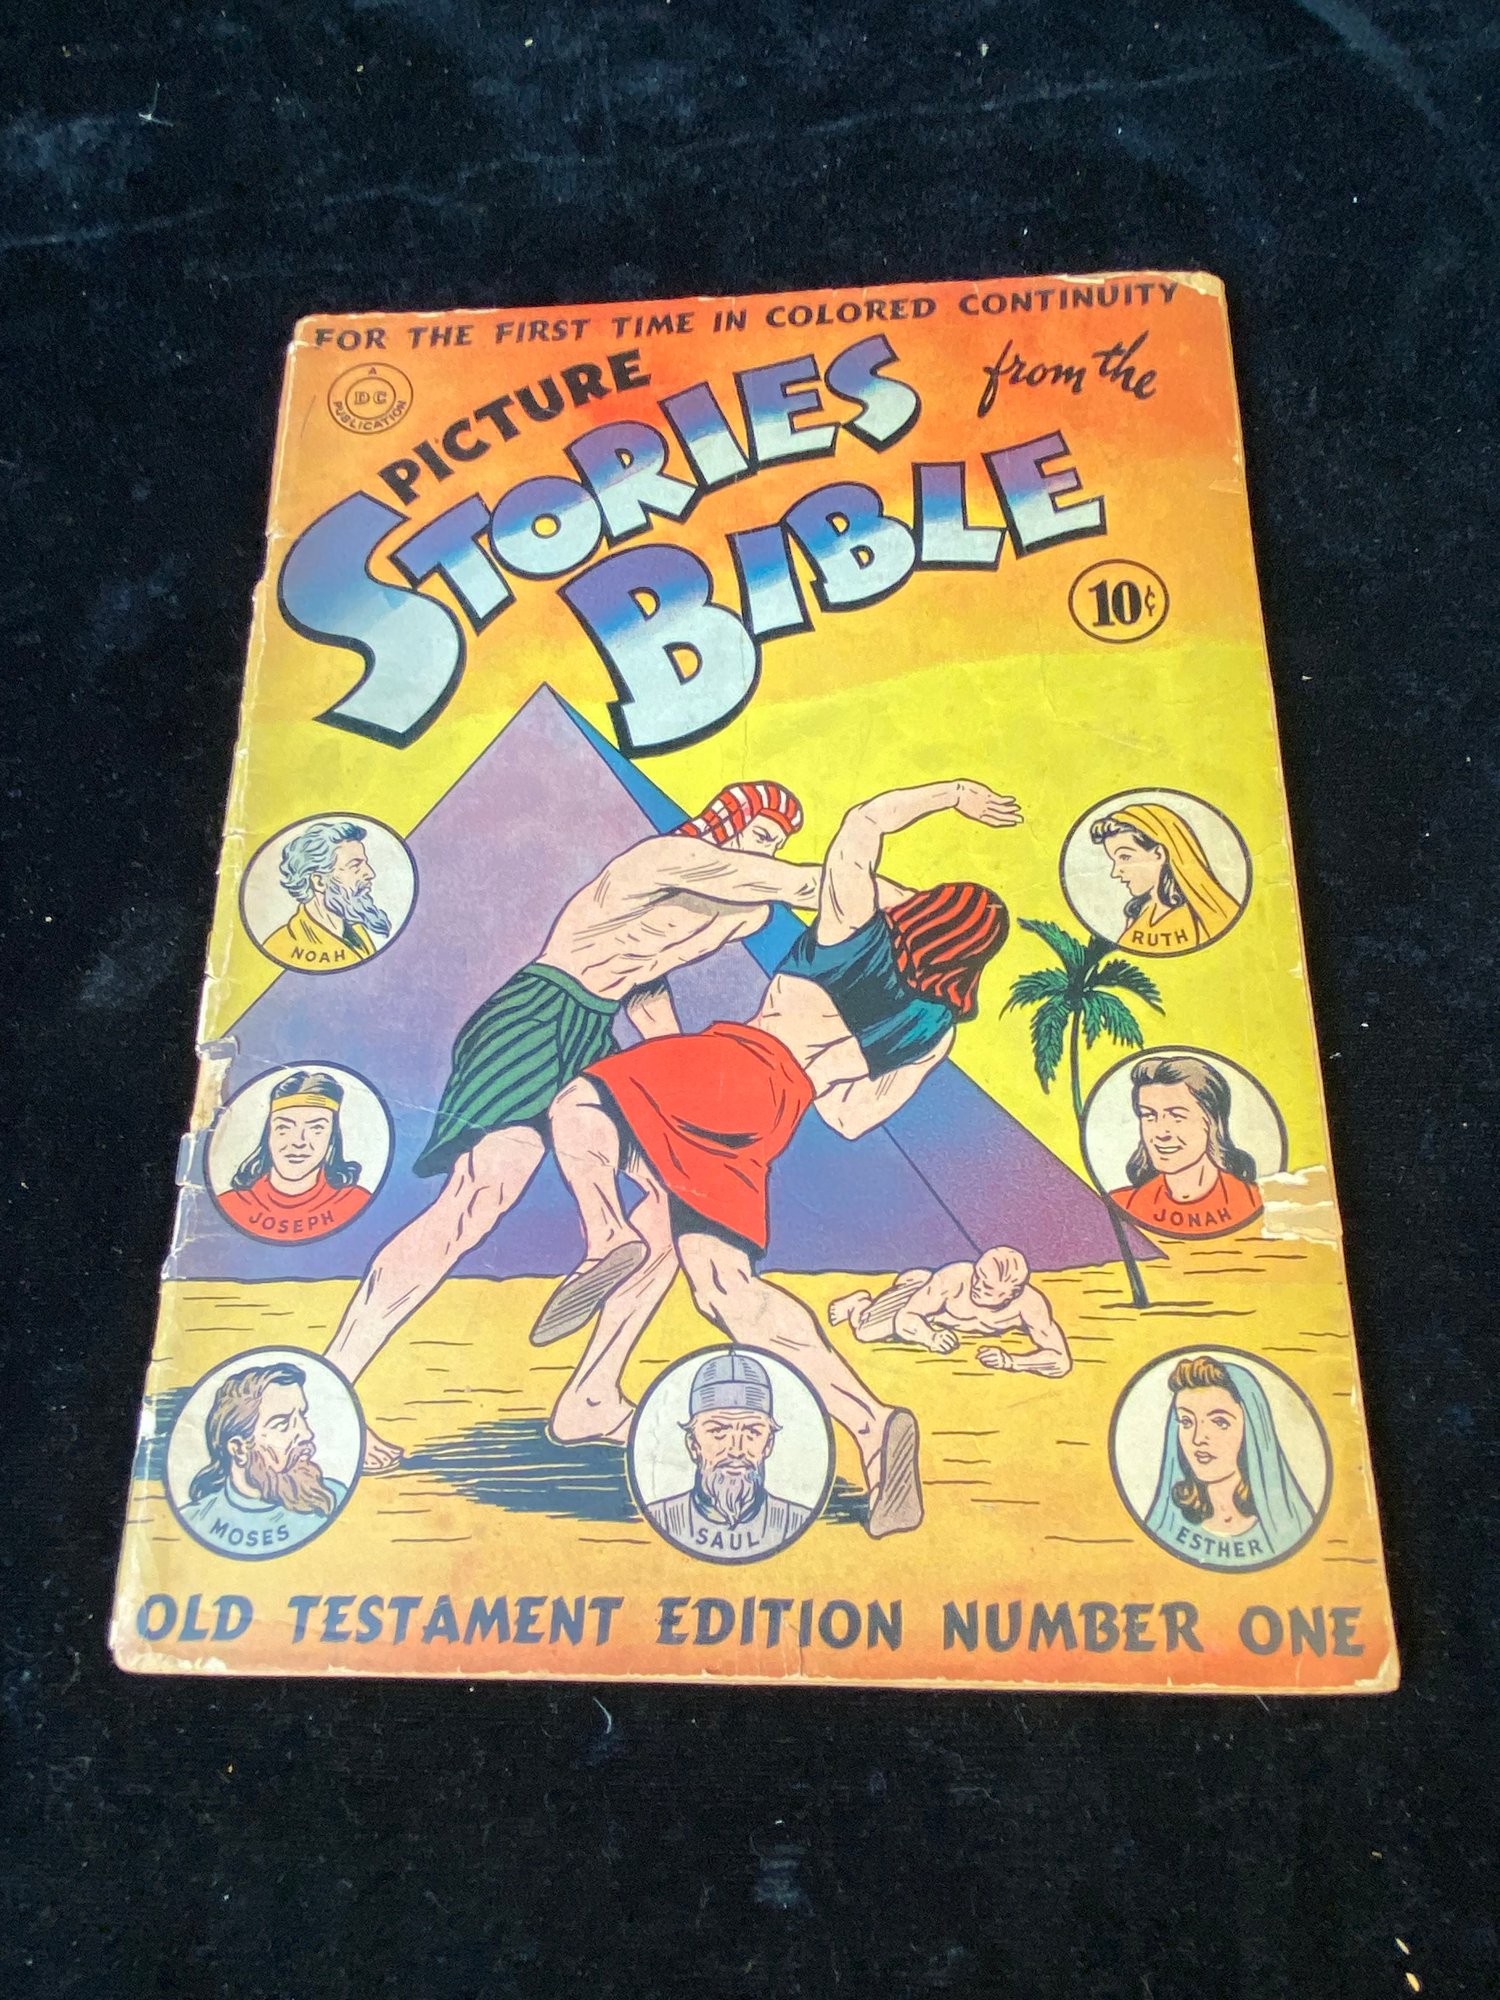 FOR THE FIRST TIME IN COLORED CONTINUITY
A DC PUBLICATION
PICTURE
STORIES from the
BIBLE
10¢
NOAH
RUTH
JOSEPH
JONAH
MOSES
SAUL
ESTHER
OLD TESTAMENT EDITION NUMBER ONE